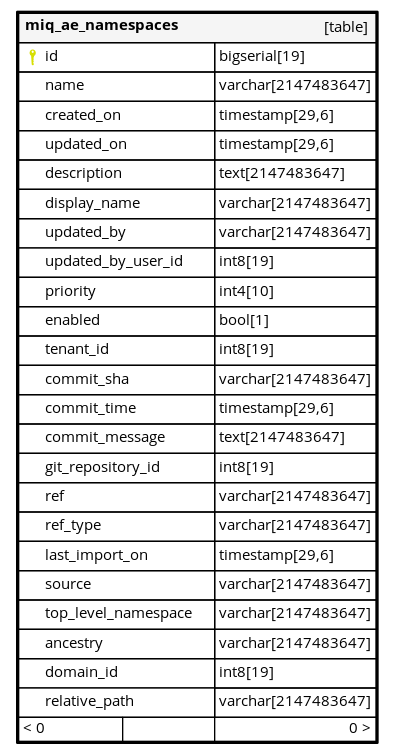 miq_ae_namespaces [table]
id bigserial[19]
name varchar[2147483647]
created_on timestamp[29,6]
updated_on timestamp[29,6]
description text[2147483647]
display_name varchar[2147483647]
updated_by varchar[2147483647]
updated_by_user_id int8[19]
priority int4[10]
enabled bool[1]
tenant_id int8[19]
commit_sha varchar[2147483647]
commit_time timestamp[29,6]
commit_message text[2147483647]
git_repository_id int8[19]
ref varchar[2147483647]
ref_type varchar[2147483647]
last_import_on timestamp[29,6]
source varchar[2147483647]
top_level_namespace varchar[2147483647]
ancestry varchar[2147483647]
domain_id int8[19]
relative_path varchar[2147483647]
< 0 0 >